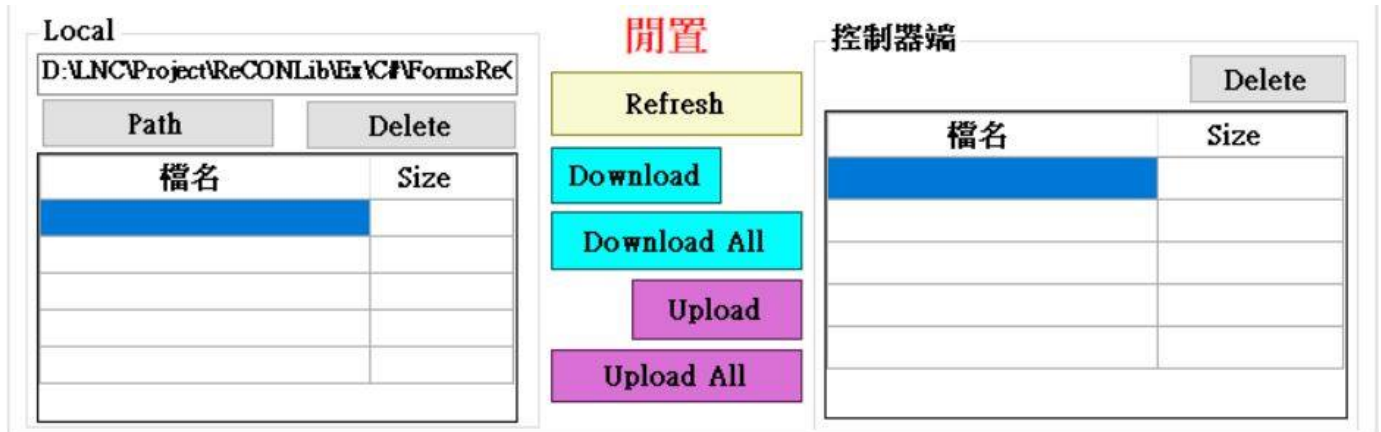 Local
D:\LNC\Project\ReCONLib\Ex\C#\FormsReC
Path
Delete
檔名
Size
閒置
Refresh
Download
Download All
Upload
Upload All
控制器端
Delete
檔名
Size